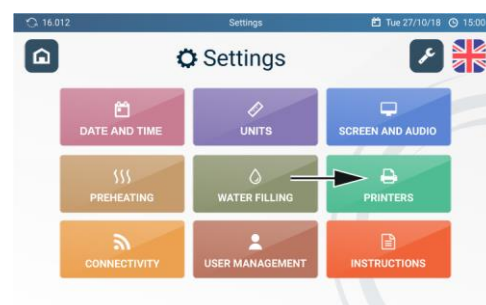 16.012 Settings Tue 27/10/18 15:00
Settings
DATE AND TIME UNITS SCREEN AND AUDIO
PREHEATING WATER FILLING PRINTERS
CONNECTIVITY USER MANAGEMENT INSTRUCTIONS